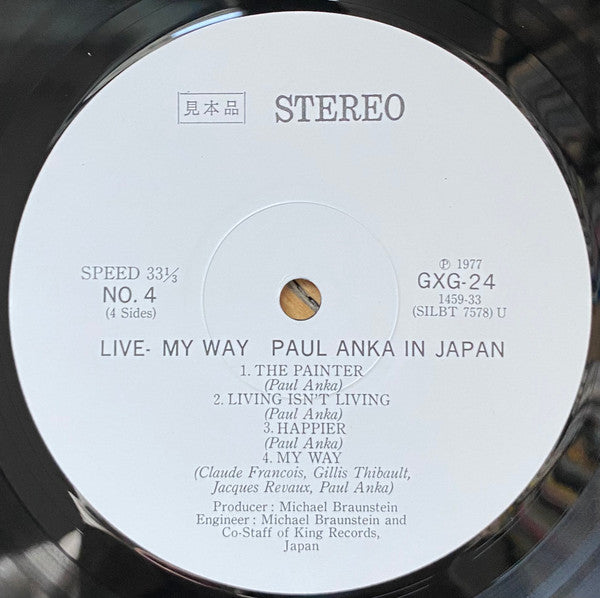 見本品 STEREO
SPEED 33⅓
NO. 4
(4 Sides)
℗ 1977
GXG-24
1459-33
(SILBT 7578) U
LIVE- MY WAY PAUL ANKA IN JAPAN
1. THE PAINTER
(Paul Anka)
2. LIVING ISN'T LIVING
(Paul Anka)
3. HAPPIER
(Paul Anka)
4. MY WAY
(Claude Francois, Gillis Thibault,
Jacques Revaux, Paul Anka)
Producer : Michael Braunstein
Engineer : Michael Braunstein and
Co-Staff of King Records,
Japan